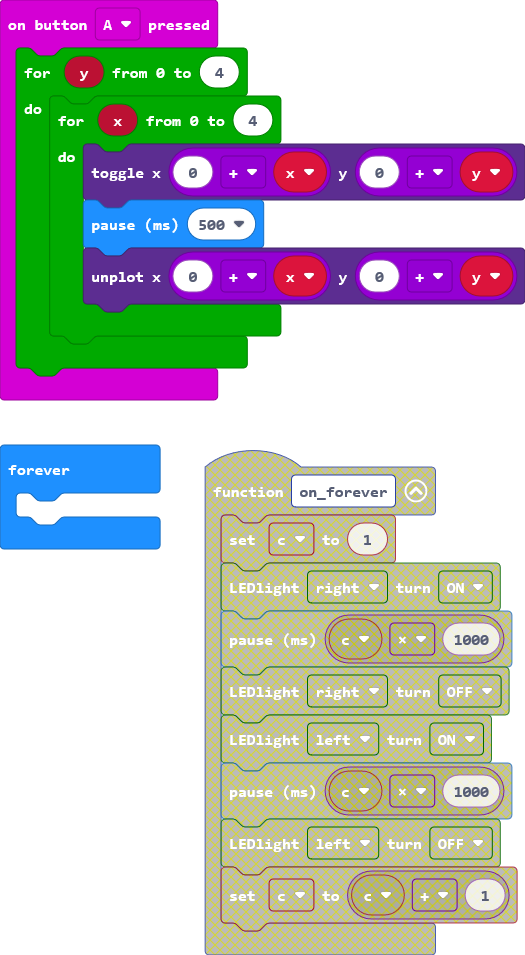 on button A pressed
for y from 0 to 4
do
for x from 0 to 4
do
toggle x 0 + x y 0 + y
pause (ms) 500
unplot x 0 + x y 0 + y
forever
function on_forever
set c to 1
LEDlight right turn ON
pause (ms) c × 1000
LEDlight right turn OFF
LEDlight left turn ON
pause (ms) c × 1000
LEDlight left turn OFF
set c to c + 1